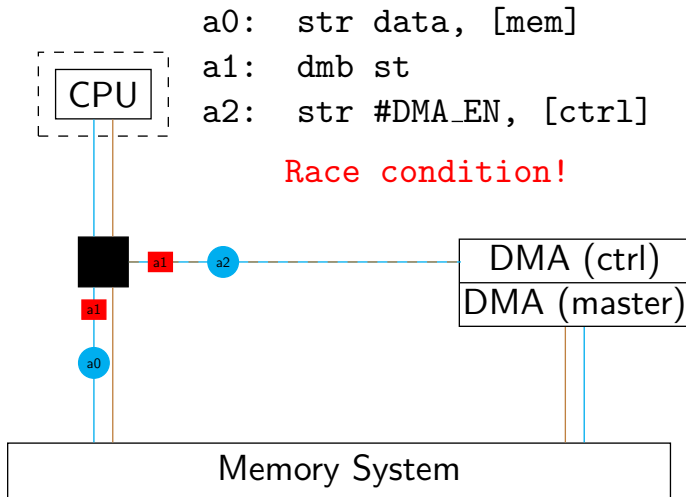 a0: str data, [mem]
a1: dmb st
CPU
a2: str #DMA_EN, [ctrl]
Race condition!
a1
a2
DMA (ctrl)
DMA (master)
a1
a0
Memory System